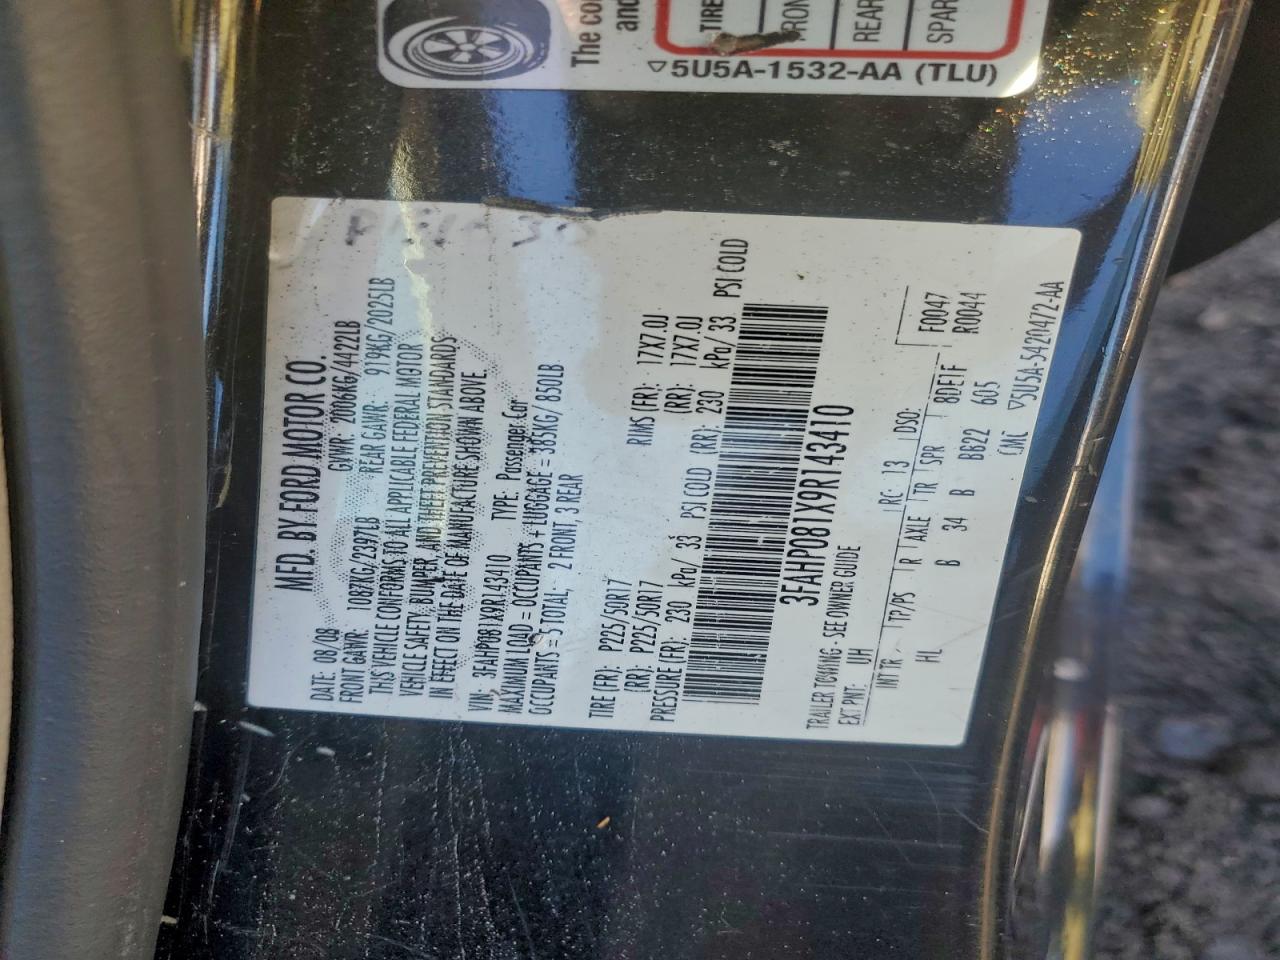 The
and
TIRE
REAR
SPAR
5U5A-1532-AA (TLU)
MFD. BY FORD MOTOR CO.
DATE: 08/08 GVWR: 2006KG/4422LB
FRONT GAWR: 1087KG/2397LB REAR GAWR: 919KG/2025LB
THIS VEHICLE CONFORMS TO ALL APPLICABLE FEDERAL MOTOR
VEHICLE SAFETY, BUMPER, AND THEFT PREVENTION STANDARDS
IN EFFECT ON THE DATE OF MANUFACTURE SHOWN ABOVE.
VIN: 3FAHP081X9R143410 TYPE: Passenger Car
MAXIMUM LOAD = OCCUPANTS + LUGGAGE = 385KG/ 850LB
OCCUPANTS = 5 TOTAL: 2 FRONT, 3 REAR
TIRE (FR): P225/50R17 RIMS (FR): 17X7.0J
(RR): P225/50R17 (RR): 17X7.0J
PRESSURE (FR): 230 kPa/ 33 PSI COLD (RR): 230 kPa/ 33 PSI COLD
3FAHP081X9R143410
TRAILER TOWING - SEE OWNER GUIDE
EXT PNT: UH RC: 13 DSO: F0047
INT TR TP/PS R AXLE TR SPR 8DE1F R0044
HL B 34 B BB22 6U5
5U5A-5420472-AA